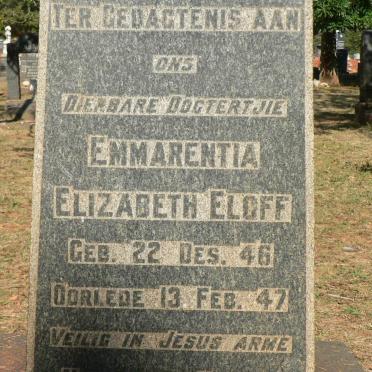 TER GEDAGTENIS AAN
ONS
DIERBARE DOGTERTJIE
EMMARENTIA
ELIZABETH ELOFF
GEB. 22 DES. 46
OORLEDE 13 FEB. 47
VEILIG IN JESUS ARME